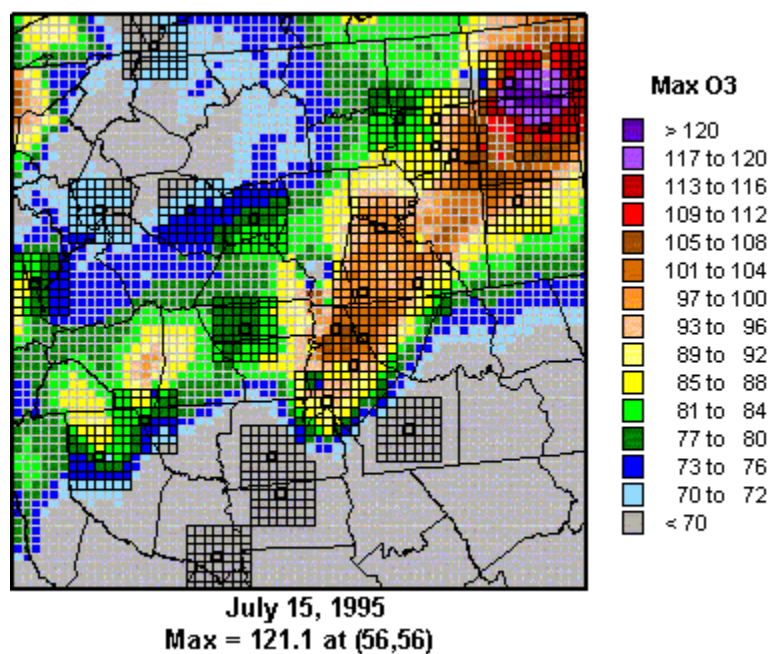 Max O3
> 120
117 to 120
113 to 116
109 to 112
105 to 108
101 to 104
97 to 100
93 to 96
89 to 92
85 to 88
81 to 84
77 to 80
73 to 76
70 to 72
< 70
July 15, 1995
Max = 121.1 at (56,56)